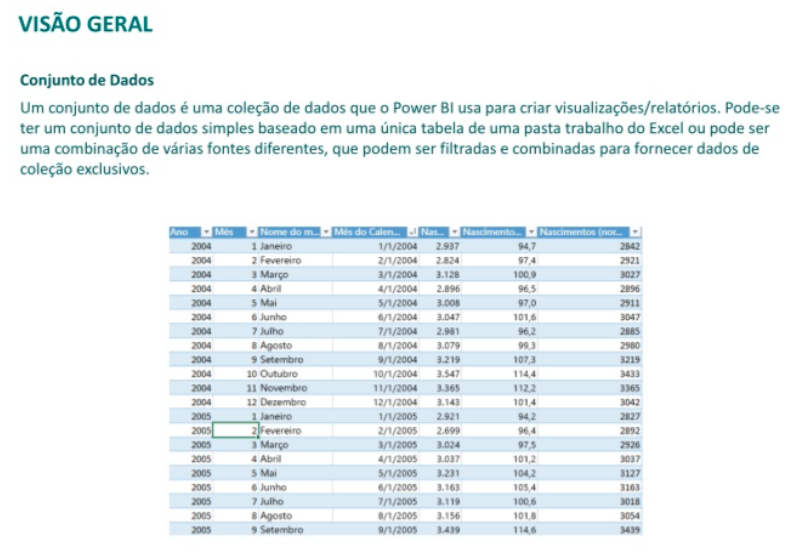 VISÃO GERAL
Conjunto de Dados
Um conjunto de dados é uma coleção de dados que o Power BI usa para criar visualizações/relatórios. Pode-se
ter um conjunto de dados simples baseado em uma única tabela de uma pasta trabalho do Excel ou pode ser
uma combinação de várias fontes diferentes, que podem ser filtradas e combinadas para fornecer dados de
coleção exclusivos.
Ano Mês Nome do m... Mês do Calen... Nas... Nascimento... Nascimentos (nor...
2004 1 Janeiro 1/1/2004 2.937 94,7 2842
2004 2 Fevereiro 2/1/2004 2.824 97,4 2921
2004 3 Março 3/1/2004 3.128 100,9 3027
2004 4 Abril 4/1/2004 2.896 96,5 2896
2004 5 Mai 5/1/2004 3.008 97,0 2911
2004 6 Junho 6/1/2004 3.047 101,6 3047
2004 7 Julho 7/1/2004 2.981 96,2 2885
2004 8 Agosto 8/1/2004 3.079 99,3 2980
2004 9 Setembro 9/1/2004 3.219 107,3 3219
2004 10 Outubro 10/1/2004 3.547 114,4 3433
2004 11 Novembro 11/1/2004 3.365 112,2 3365
2004 12 Dezembro 12/1/2004 3.143 101,4 3042
2005 1 Janeiro 1/1/2005 2.921 94,2 2827
2005 2 Fevereiro 2/1/2005 2.699 96,4 2892
2005 3 Março 3/1/2005 3.024 97,5 2926
2005 4 Abril 4/1/2005 3.037 101,2 3037
2005 5 Mai 5/1/2005 3.231 104,2 3127
2005 6 Junho 6/1/2005 3.163 105,4 3163
2005 7 Julho 7/1/2005 3.119 100,6 3018
2005 8 Agosto 8/1/2005 3.156 101,8 3054
2005 9 Setembro 9/1/2005 3.439 114,6 3439